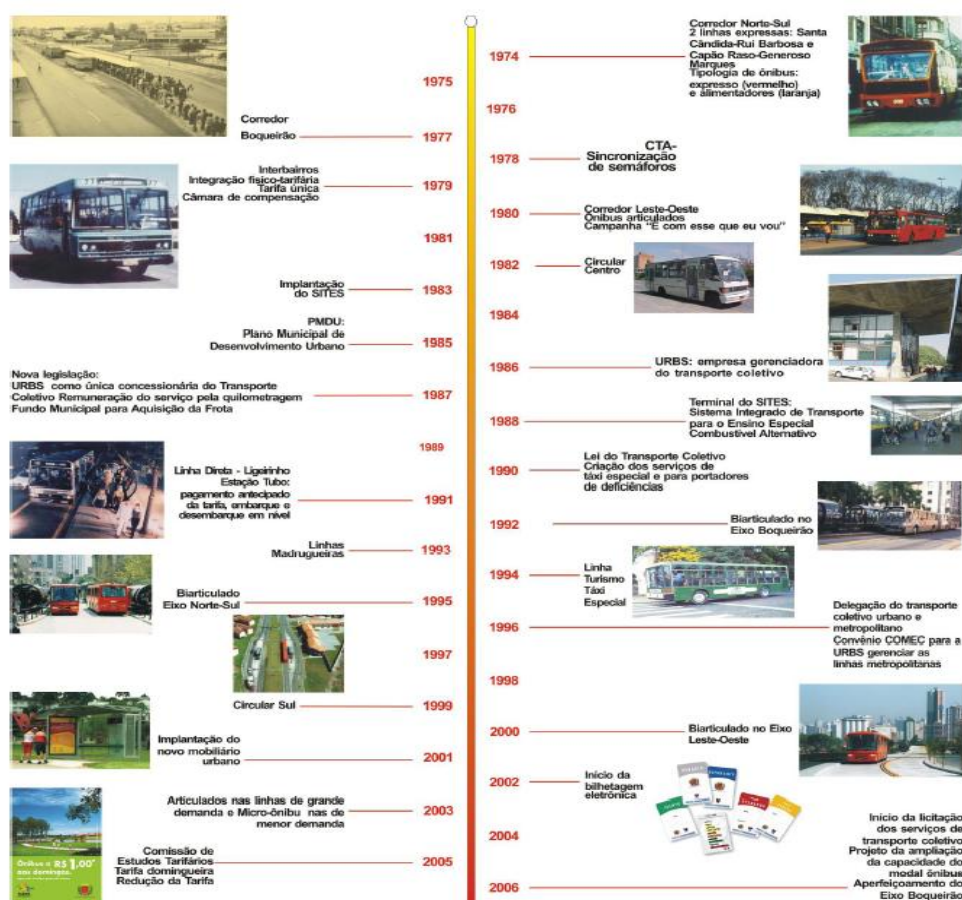 1974
Corredor Norte-Sul
2 linhas expressas: Santa
Cândida-Rui Barbosa e
Capão Raso-Generoso
Marques
Tipologia de ônibus:
expresso (vermelho)
e alimentadores (laranja)
1975
1976
Corredor
Boqueirão
1977
1978
CTA-
Sincronização
de semáforos
Interbairros
Integração físico-tarifária
Tarifa única
Câmara de compensação
1979
1980
Corredor Leste-Oeste
Ônibus articulados
Campanha "É com esse que eu vou"
1981
1982
Circular
Centro
Implantação
do SITES
1983
1984
PMDU:
Plano Municipal de
Desenvolvimento Urbano
1985
1986
URBS: empresa gerenciadora
do transporte coletivo
Nova legislação:
URBS como única concessionária do Transporte
Coletivo Remuneração do serviço pela quilometragem
Fundo Municipal para Aquisição da Frota
1987
1988
Terminal do SITES:
Sistema Integrado de Transporte
para o Ensino Especial
Combustível Alternativo
1989
1990
Lei do Transporte Coletivo
Criação dos serviços de
táxi especial e para portadores
de deficiências
Linha Direta - Ligeirinho
Estação Tubo:
pagamento antecipado
da tarifa, embarque e
desembarque em nível
1991
1992
Biarticulado no
Eixo Boqueirão
Linhas
Madrugueiras
1993
1994
Linha
Turismo
Táxi
Especial
Biarticulado
Eixo Norte-Sul
1995
1996
Delegação do transporte
coletivo urbano e
metropolitano
Convênio COMEC para a
URBS gerenciar as
linhas metropolitanas
1997
1998
Circular Sul
1999
2000
Biarticulado no Eixo
Leste-Oeste
Implantação do
novo mobiliário
urbano
2001
2002
Início da
bilhetagem
eletrônica
Articulados nas linhas de grande
demanda e Micro-ônibu nas de
menor demanda
2003
2004
Ônibus a R$ 1,00*
aos domingos.
Comissão de
Estudos Tarifários
Tarifa domingueira
Redução da Tarifa
2005
2006
Início da licitação
dos serviços de
transporte coletivo
Projeto da ampliação
da capacidade do
modal ônibus
Aperfeiçoamento do
Eixo Boqueirão